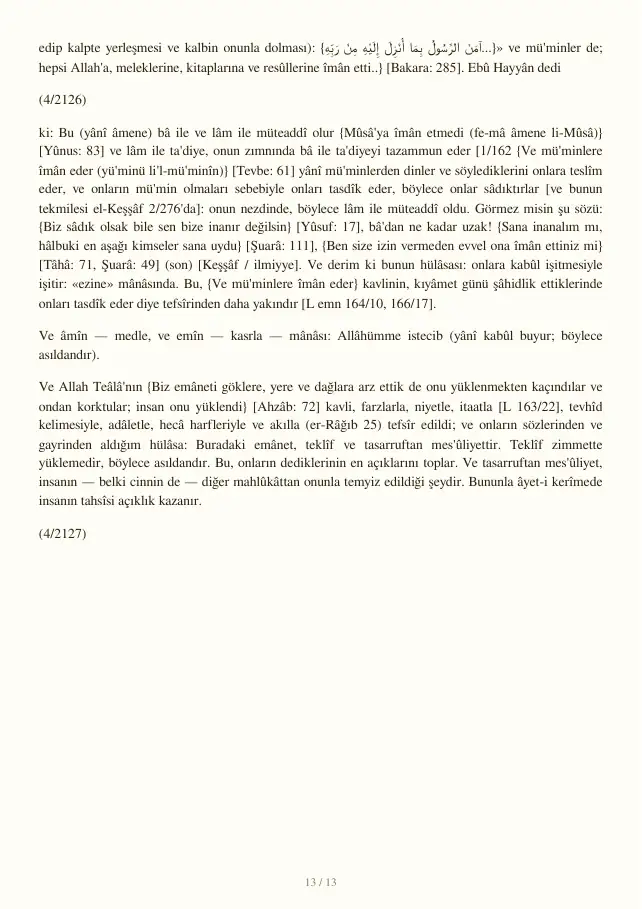 edip kalpte yerleşmesi ve kalbin onunla dolması): {آمَنَ الرَّسُولُ بِمَا أُنْزِلَ إِلَيْهِ مِن رَبِّهِ...}» ve mü'minler de;
hepsi Allah'a, meleklerine, kitaplarına ve resûllerine îmân etti..} [Bakara: 285]. Ebû Hayyân dedi
(4/2126)
ki: Bu (yânî âmene) bâ ile ve lâm ile müteaddî olur {Mûsâ'ya îmân etmedi (fe-mâ âmene li-Mûsâ)}
[Yûnus: 83] ve lâm ile ta'diye, onun zımnında bâ ile ta'diyeyi tazammun eder [1/162 {Ve mü'minlere
îmân eder (yü'minü li'l-mü'minîn)} [Tevbe: 61] yânî mü'minlerden dinler ve söylediklerini onlara teslîm
eder, ve onların mü'min olmaları sebebiyle onları tasdîk eder, böylece onlar sâdıktırlar [ve bunun
tekmilesi el-Keşşâf 2/276'da]: onun nezdinde, böylece lâm ile müteaddî oldu. Görmez misin şu sözü:
{Biz sâdık olsak bile sen bize inanır değilsin} [Yûsuf: 17], bâ'dan ne kadar uzak! {Sana inanalım mı,
hâlbuki en aşağı kimseler sana uydu} [Şuarâ: 111], {Ben size izin vermeden evvel ona îmân ettiniz mi}
[Tâhâ: 71, Şuarâ: 49] (son) [Keşşâf / ilmiyye]. Ve derim ki bunun hülâsası: onlara kabûl işitmesiyle
işitir: «ezine» mânâsında. Bu, {Ve mü'minlere îmân eder} kavlinin, kıyâmet günü şâhidlik ettiklerinde
onları tasdîk eder diye tefsîrinden daha yakındır [L emn 164/10, 166/17].
Ve âmîn — medle, ve emîn — kasrla — mânâsı: Allâhümme istecib (yânî kabûl buyur; böylece
asıldandır).
Ve Allah Teâlâ'nın {Biz emâneti göklere, yere ve dağlara arz ettik de onu yüklenmekten kaçındılar ve
ondan korktular; insan onu yüklendi} [Ahzâb: 72] kavli, farzlarla, niyetle, itaatla [L 163/22], tevhîd
kelimesiyle, adâletle, hecâ harfleriyle ve akılla (er-Râğıb 25) tefsîr edildi; ve onların sözlerinden ve
gayrinden aldığım hülâsa: Buradaki emânet, teklîf ve tasarruftan mes'ûliyettir. Teklîf zimmette
yüklemedir, böylece asıldandır. Bu, onların dediklerinin en açıklarını toplar. Ve tasarruftan mes'ûliyet,
insanın — belki cinnin de — diğer mahlûkâttan onunla temyiz edildiği şeydir. Bununla âyet-i kerîmede
insanın tahsîsi açıklık kazanır.
(4/2127)
13 / 13